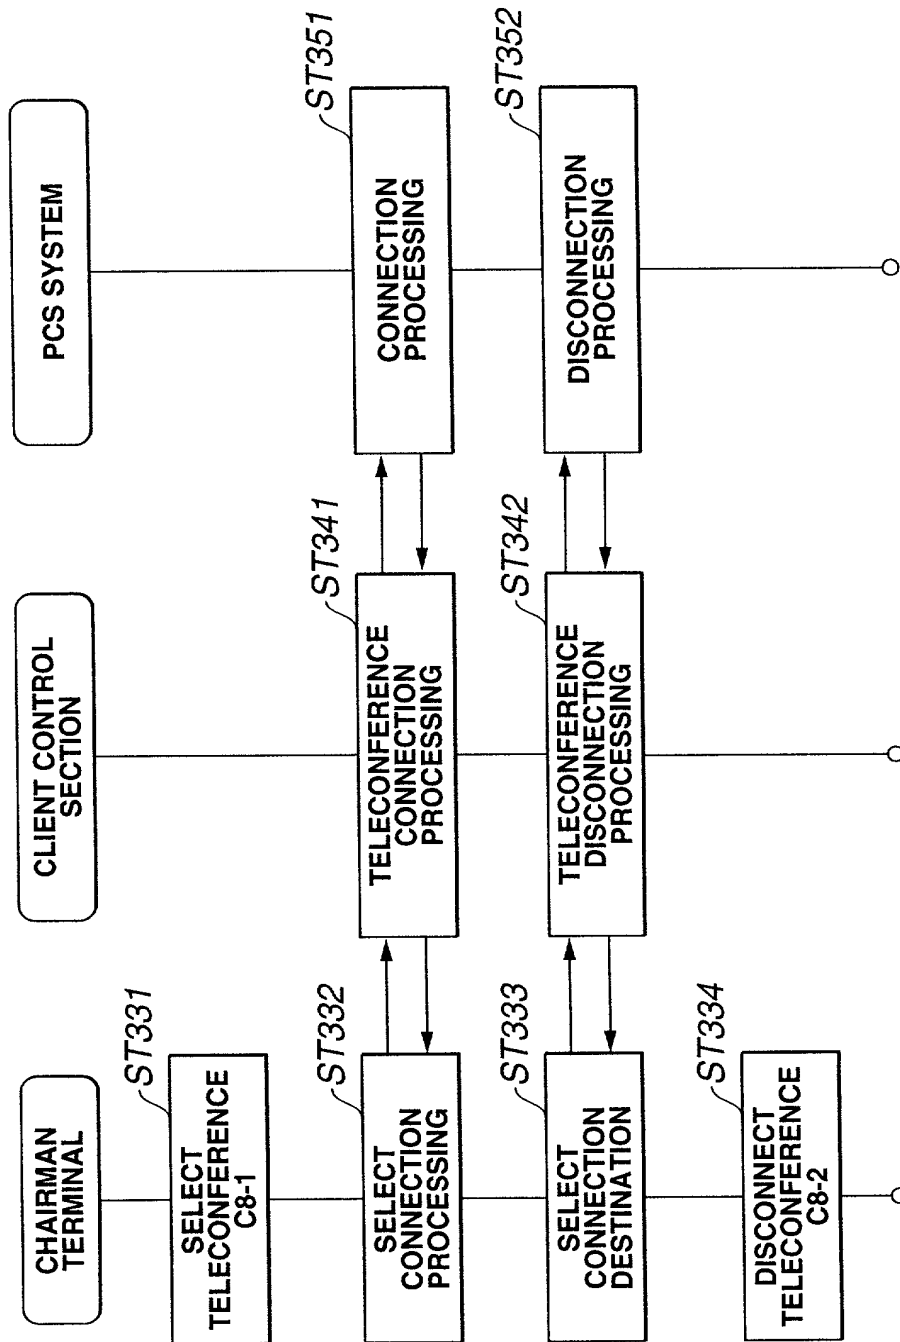 CHAIRMAN
TERMINAL
CLIENT CONTROL
SECTION
PCS SYSTEM
ST331
SELECT
TELECONFERENCE
C8-1
ST332
SELECT
CONNECTION
PROCESSING
ST341
TELECONFERENCE
CONNECTION
PROCESSING
ST351
CONNECTION
PROCESSING
ST333
SELECT
CONNECTION
DESTINATION
ST342
TELECONFERENCE
DISCONNECTION
PROCESSING
ST352
DISCONNECTION
PROCESSING
ST334
DISCONNECT
TELECONFERENCE
C8-2